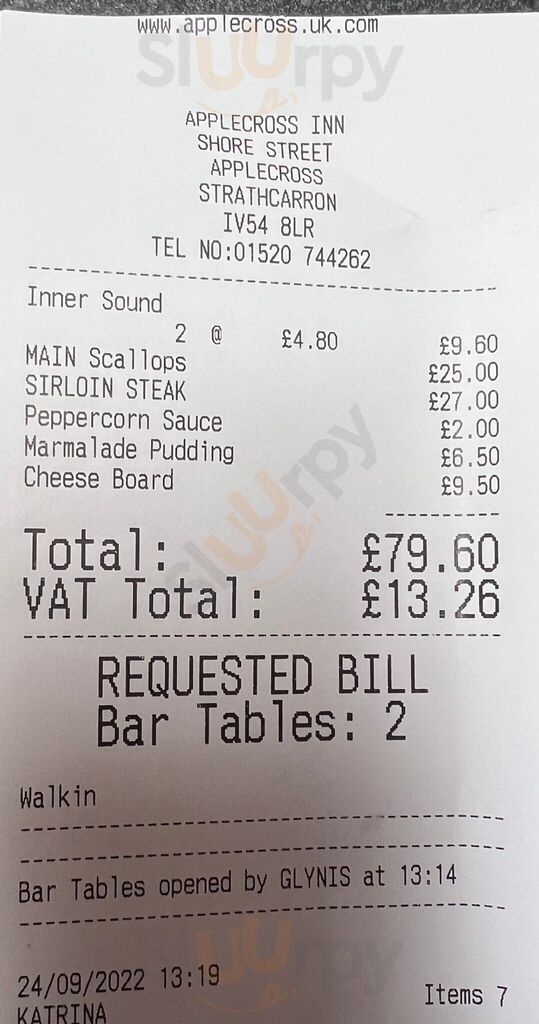 www.applecross.uk.com
Sluurpy
APPLECROSS INN
SHORE STREET
APPLECROSS
STRATHCARRON
IV54 8LR
TEL NO:01520 744262
Inner Sound
2 @ £4.80 £9.60
MAIN Scallops £25.00
SIRLOIN STEAK £27.00
Peppercorn Sauce £2.00
Marmalade Pudding £6.50
Cheese Board £9.50
Sluurpy
Total: £79.60
VAT Total: £13.26
REQUESTED BILL
Bar Tables: 2
Walkin
Bar Tables opened by GLYNIS at 13:14
Sluurpy
24/09/2022 13:19
KATRINA Items 7